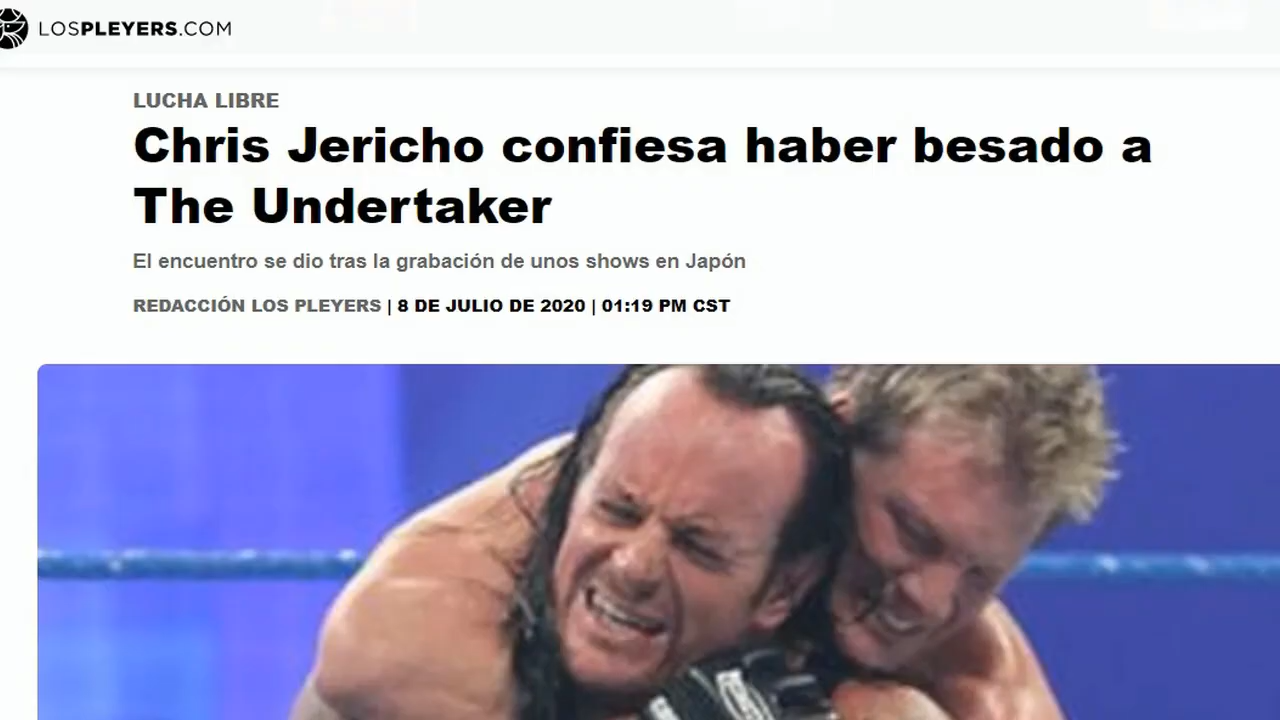 LOSPLEYERS.COM
LUCHA LIBRE
Chris Jericho confiesa haber besado a
The Undertaker
El encuentro se dio tras la grabación de unos shows en Japón
REDACCIÓN LOS PLEYERS | 8 DE JULIO DE 2020 | 01:19 PM CST